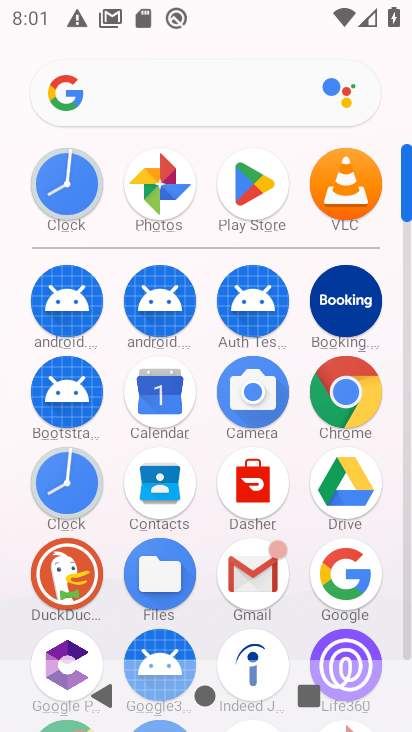 8:01
Clock Photos Play Store VLC
android.... android.... Auth Tes... Booking....
Booking
Bootstra... Calendar Camera Chrome
1
Clock Contacts Dasher Drive
DuckDuc... Files Gmail Google
Google P... Google3... Indeed J... Life360